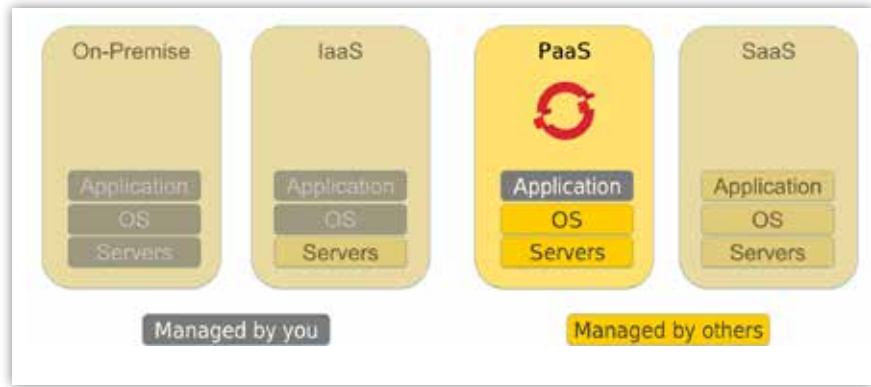 On-Premise
Application
OS
Servers
IaaS
Application
OS
Servers
PaaS
Application
OS
Servers
SaaS
Application
OS
Servers
Managed by you
Managed by others